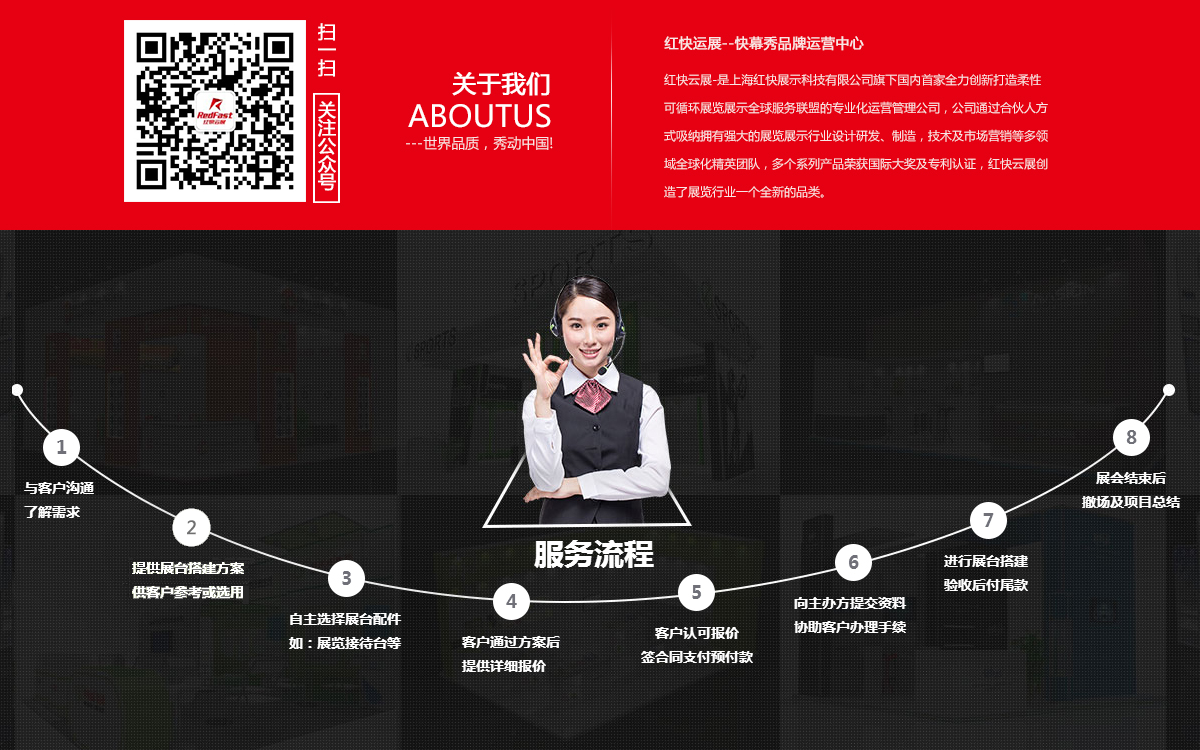 扫一扫
关注公众号
RedFast
红快云展
关于我们
ABOUTUS
---世界品质，秀动中国!
红快运展--快幕秀品牌运营中心
红快云展-是上海红快展示科技有限公司旗下国内首家全力创新打造柔性
可循环展览展示全球服务联盟的专业化运营管理公司，公司通过合伙人方
式吸纳拥有强大的展览展示行业设计研发、制造，技术及市场营销等多领
域全球化精英团队，多个系列产品荣获国际大奖及专利认证，红快云展创
造了展览行业一个全新的品类。
SPORTS
服务流程
1
与客户沟通
了解需求
2
提供展台搭建方案
供客户参考或选用
3
自主选择展台配件
如：展览接待台等
4
客户通过方案后
提供详细报价
5
客户认可报价
签合同支付预付款
6
向主办方提交资料
协助客户办理手续
7
进行展台搭建
验收后付尾款
8
展会结束后
撤场及项目总结